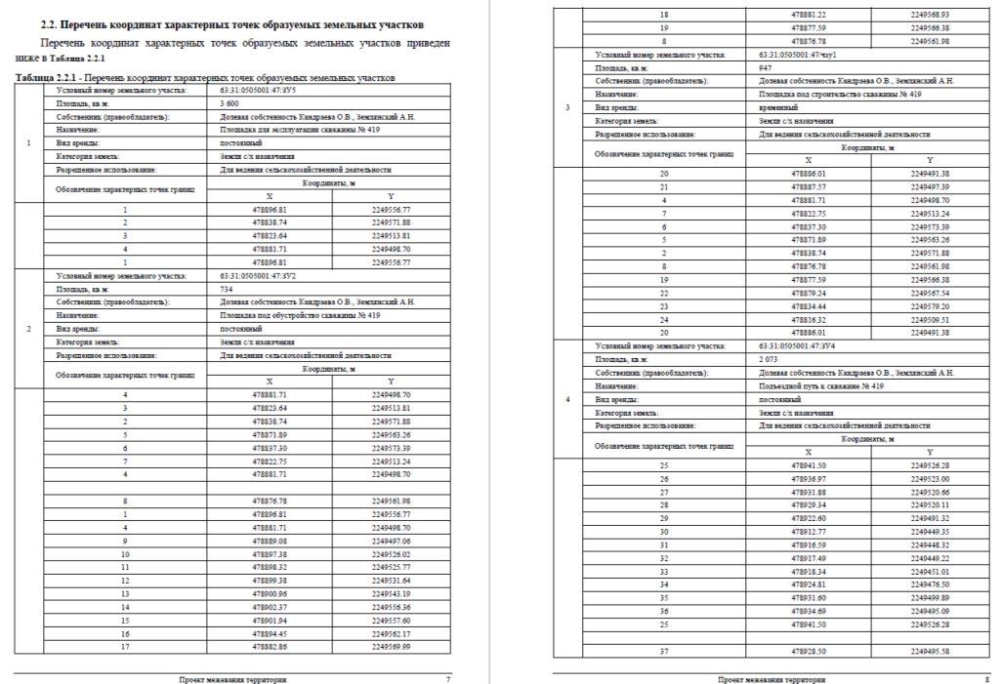 2.2. Перечень координат характерных точек образуемых земельных участков
Перечень координат характерных точек образуемых земельных участков приведен
ниже в Таблица 2.2.1
Таблица 2.2.1 - Перечень координат характерных точек образуемых земельных участков
1
Условный номер земельного участка: 63:31:0505001:47:ЗУ5
Площадь, кв.м: 3 600
Собственник (правообладатель): Долевая собственность Кандраева О.В., Землянский А.Н.
Назначение: Площадка для эксплуатации скважины № 419
Вид аренды: постоянный
Категория земель: Земли с/х назначения
Разрешенное использование: Для ведения сельскохозяйственной деятельности
Обозначение характерных точек границ Координаты, м
X Y
1 478896.81 2249556.77
2 478838.74 2249571.88
3 478823.64 2249513.81
4 478881.71 2249498.70
1 478896.81 2249556.77
2
Условный номер земельного участка: 63:31:0505001:47:ЗУ2
Площадь, кв.м: 734
Собственник (правообладатель): Долевая собственность Кандраева О.В., Землянский А.Н.
Назначение: Площадка под обустройство скважины № 419
Вид аренды: постоянный
Категория земель: Земли с/х назначения
Разрешенное использование: Для ведения сельскохозяйственной деятельности
Обозначение характерных точек границ Координаты, м
X Y
4 478881.71 2249498.70
3 478823.64 2249513.81
2 478838.74 2249571.88
5 478871.89 2249563.26
6 478837.30 2249573.39
7 478822.75 2249513.24
4 478881.71 2249498.70
8 478876.78 2249561.98
1 478896.81 2249556.77
4 478881.71 2249498.70
9 478889.08 2249497.06
10 478897.38 2249526.02
11 478898.32 2249525.77
12 478899.38 2249531.64
13 478900.96 2249543.19
14 478902.37 2249556.36
15 478901.94 2249557.60
16 478894.45 2249562.17
17 478882.86 2249569.99
Проект межевания территории 7
18 478881.22 2249568.93
19 478877.59 2249566.38
8 478876.78 2249561.98
3
Условный номер земельного участка: 63:31:0505001:47/чзу1
Площадь, кв.м: 947
Собственник (правообладатель): Долевая собственность Кандраева О.В., Землянский А.Н.
Назначение: Площадка под строительство скважины № 419
Вид аренды: временный
Категория земель: Земли с/х назначения
Разрешенное использование: Для ведения сельскохозяйственной деятельности
Обозначение характерных точек границ Координаты, м
X Y
20 478886.01 2249491.38
21 478887.57 2249497.39
4 478881.71 2249498.70
7 478822.75 2249513.24
6 478837.30 2249573.39
5 478871.89 2249563.26
2 478838.74 2249571.88
8 478876.78 2249561.98
19 478877.59 2249566.38
22 478879.24 2249567.54
23 478834.44 2249579.20
24 478816.32 2249509.51
20 478886.01 2249491.38
4
Условный номер земельного участка: 63:31:0505001:47:ЗУ4
Площадь, кв.м: 2 073
Собственник (правообладатель): Долевая собственность Кандраева О.В., Землянский А.Н.
Назначение: Подъездной путь к скважине № 419
Вид аренды: постоянный
Категория земель: Земли с/х назначения
Разрешенное использование: Для ведения сельскохозяйственной деятельности
Обозначение характерных точек границ Координаты, м
X Y
25 478941.50 2249526.28
26 478936.97 2249523.00
27 478931.88 2249520.66
28 478929.34 2249520.11
29 478922.60 2249491.32
30 478912.77 2249449.35
31 478916.59 2249448.32
32 478917.49 2249449.22
33 478918.34 2249451.01
34 478924.81 2249476.50
35 478931.60 2249499.89
36 478934.69 2249495.09
25 478941.50 2249526.28
37 478928.50 2249495.58
Проект межевания территории 8